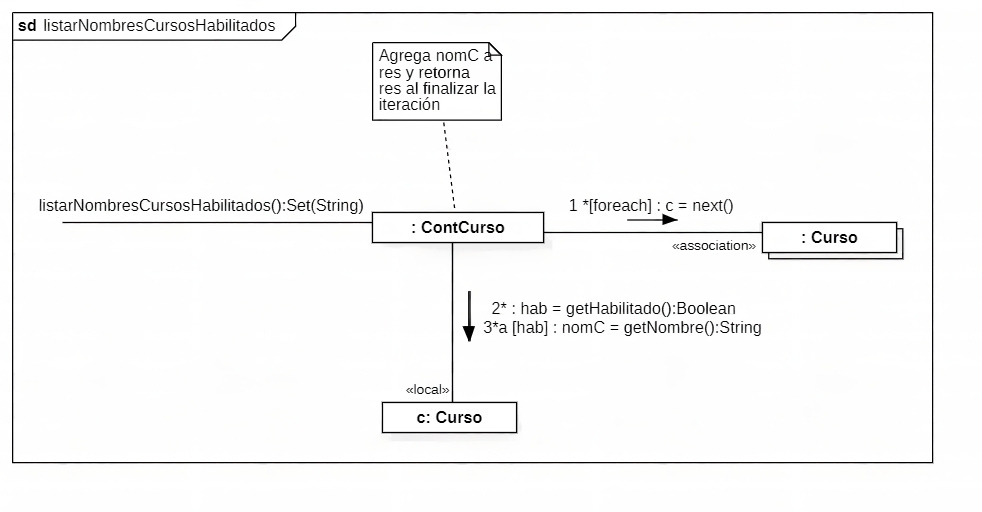 sd listarNombresCursosHabilitados
Agrega nomC a
res y retorna
res al finalizar la
iteración
listarNombresCursosHabilitados():Set(String)
: ContCurso
1 *[foreach] : c = next()
«association»
: Curso
2* : hab = getHabilitado():Boolean
3*a [hab] : nomC = getNombre():String
«local»
c: Curso